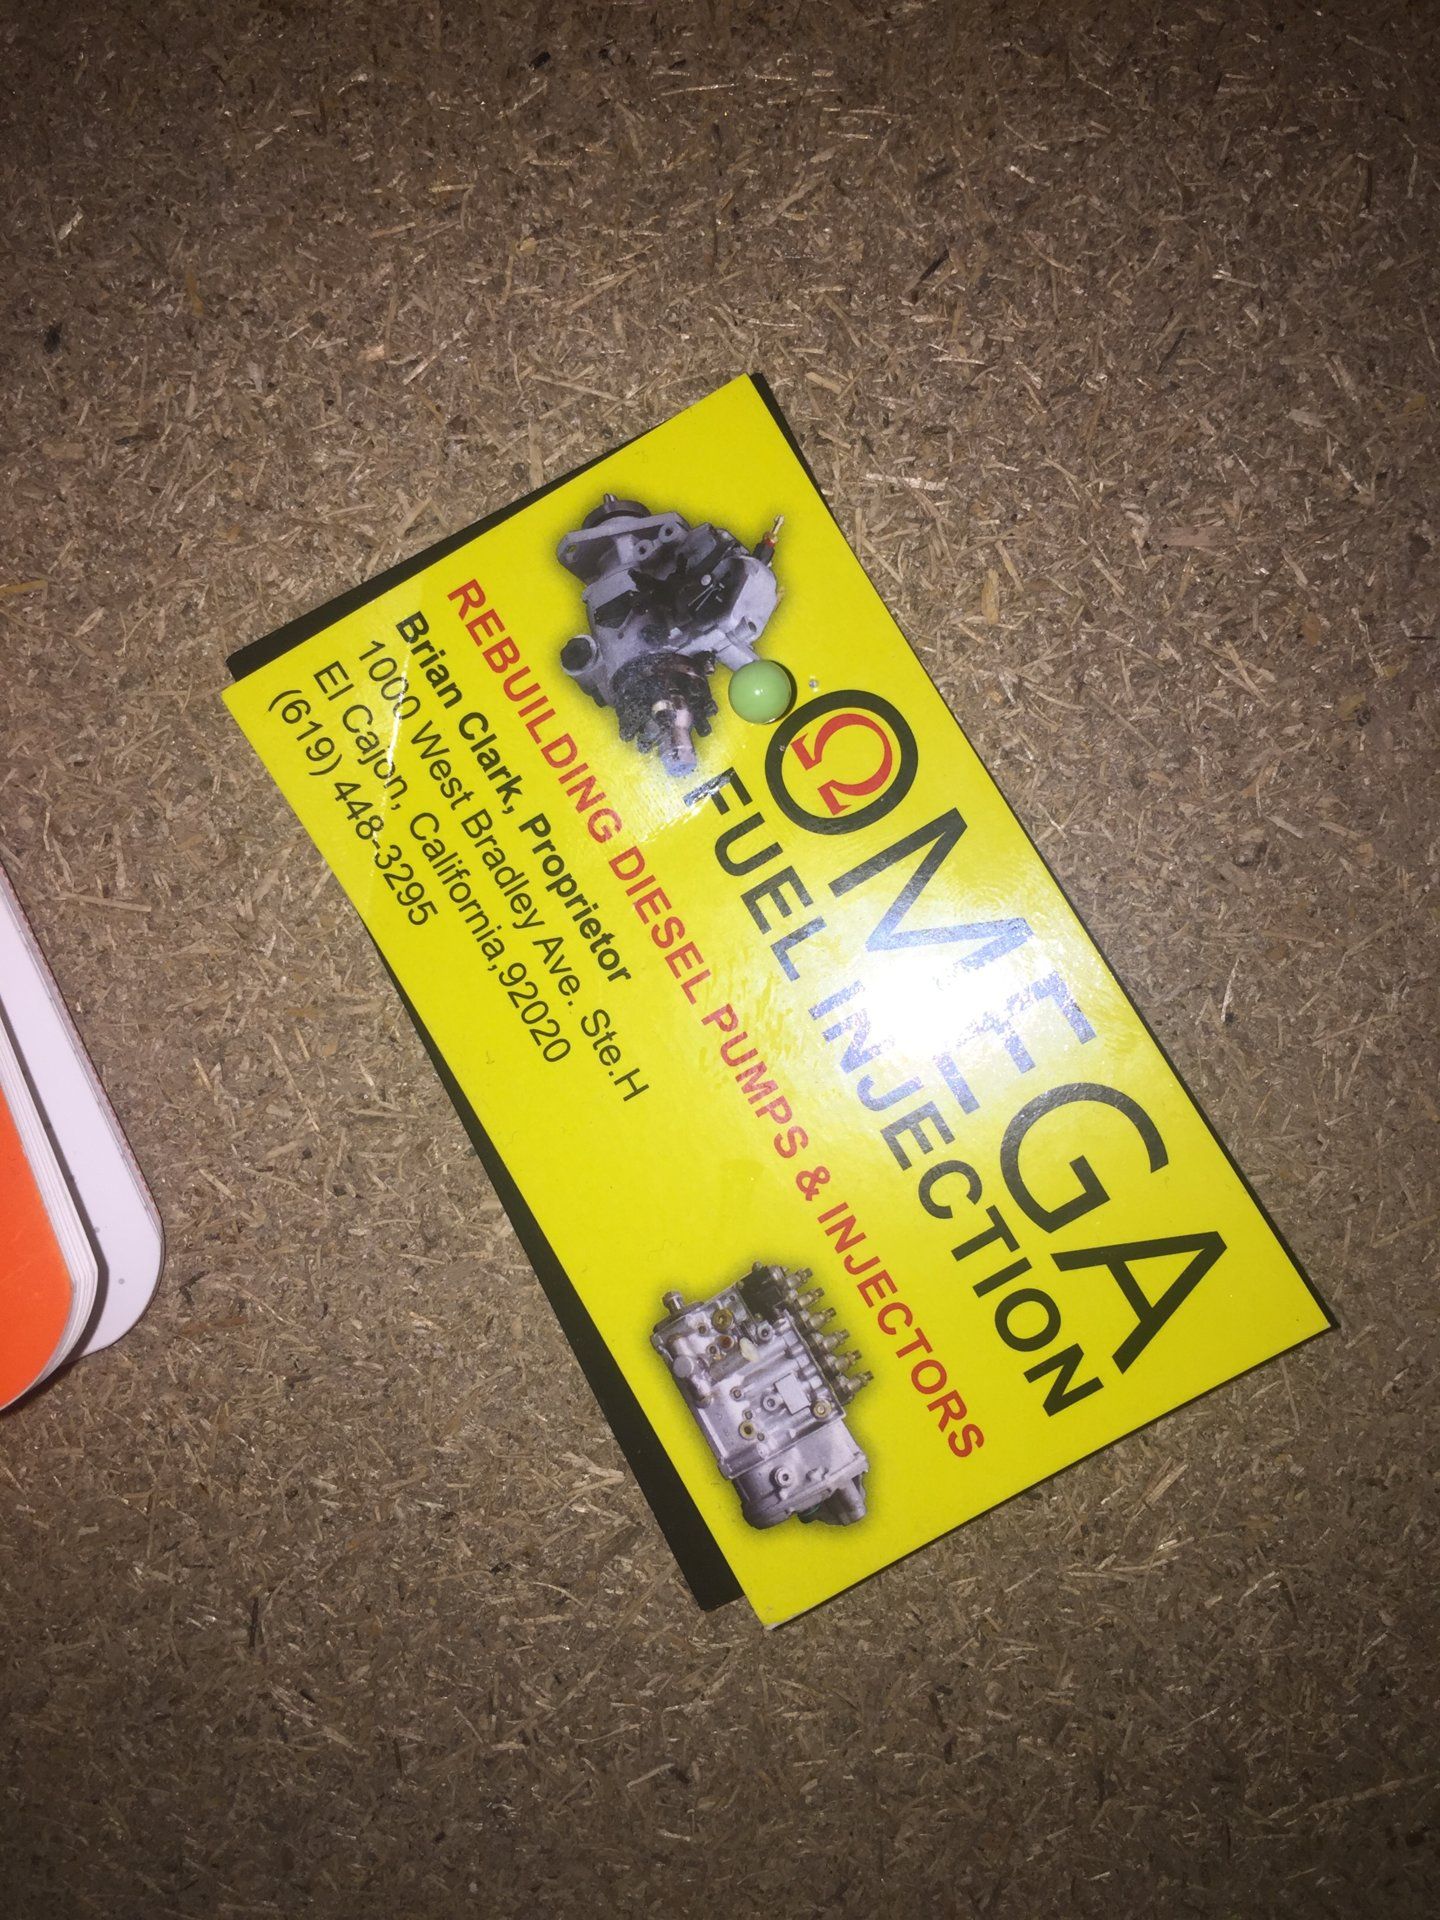 OMEGA
FUEL INJECTION
REBUILDING DIESEL PUMPS & INJECTORS
Brian Clark, Proprietor
1000 West Bradley Ave. Ste.H
El Cajon, California,92020
(619) 448-3295